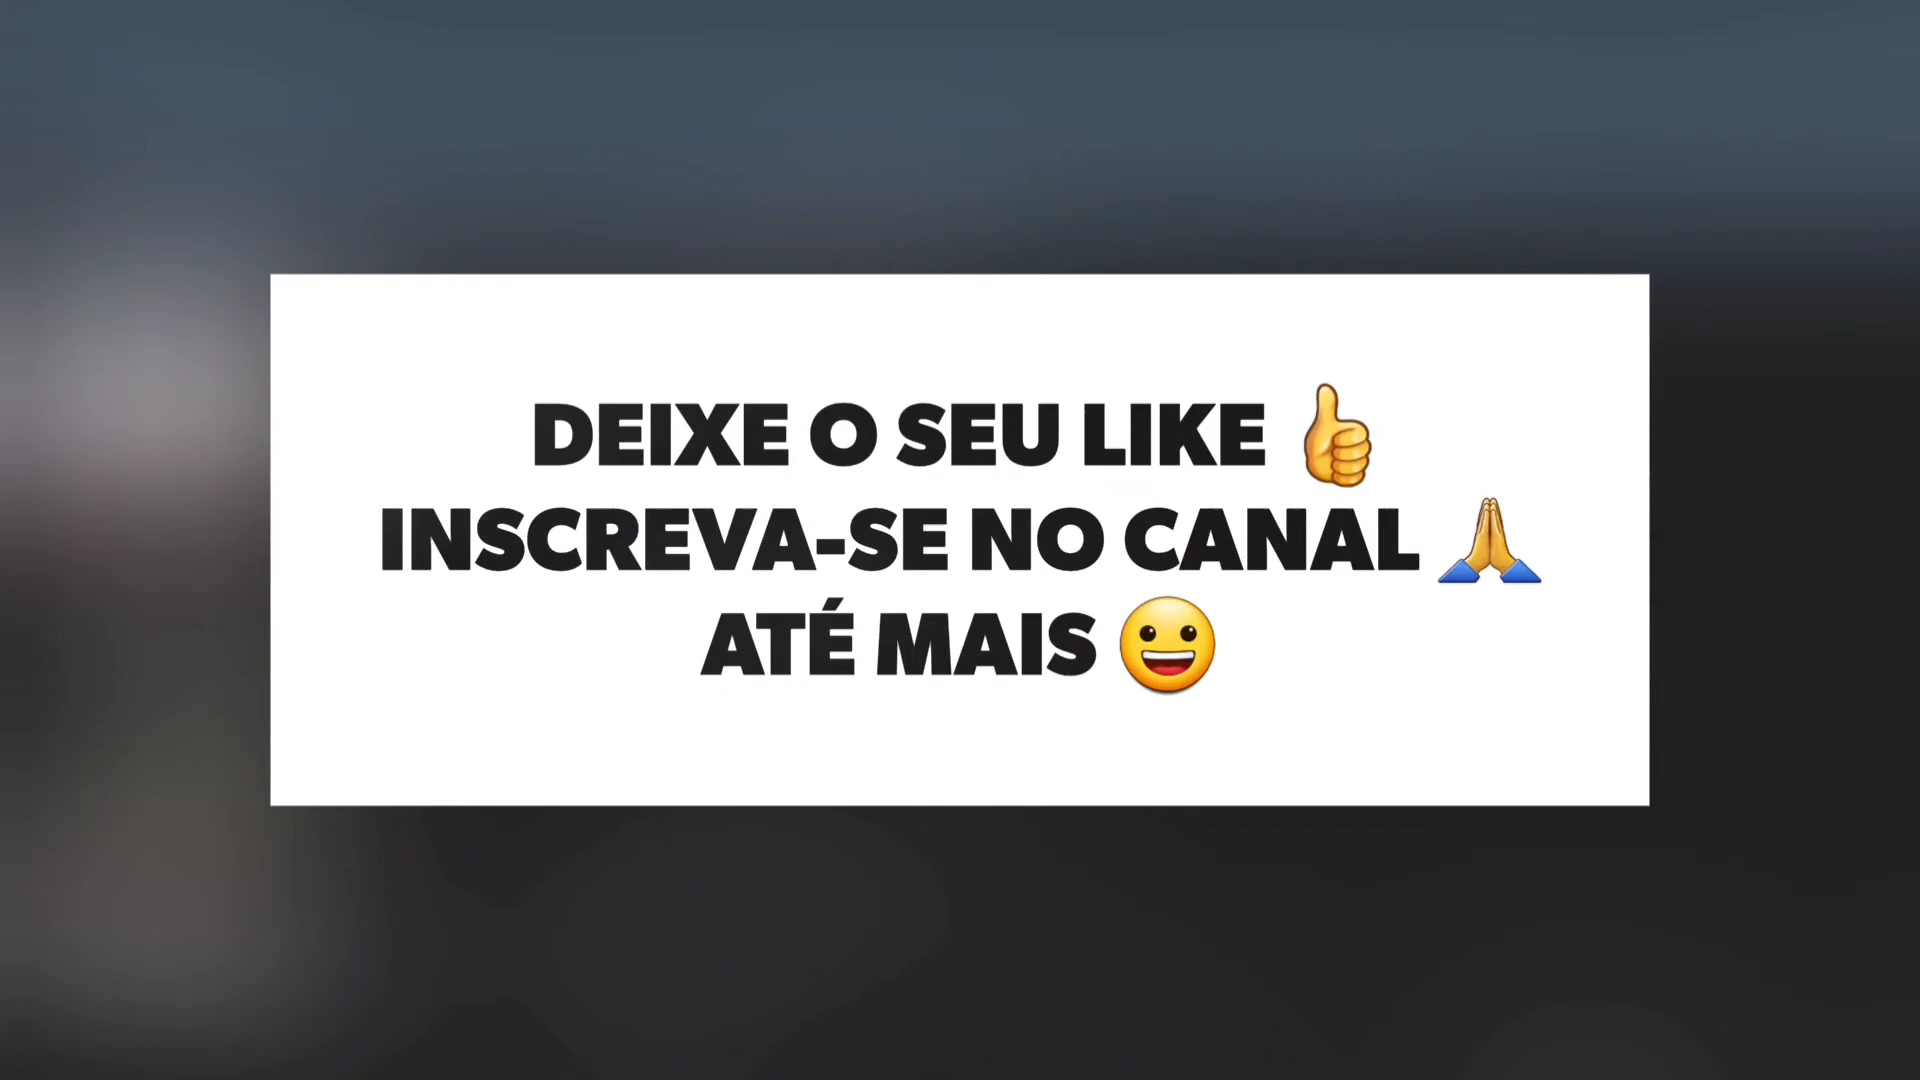 DEIXE O SEU LIKE 👍
INSCREVA-SE NO CANAL 🙏
ATÉ MAIS 😀